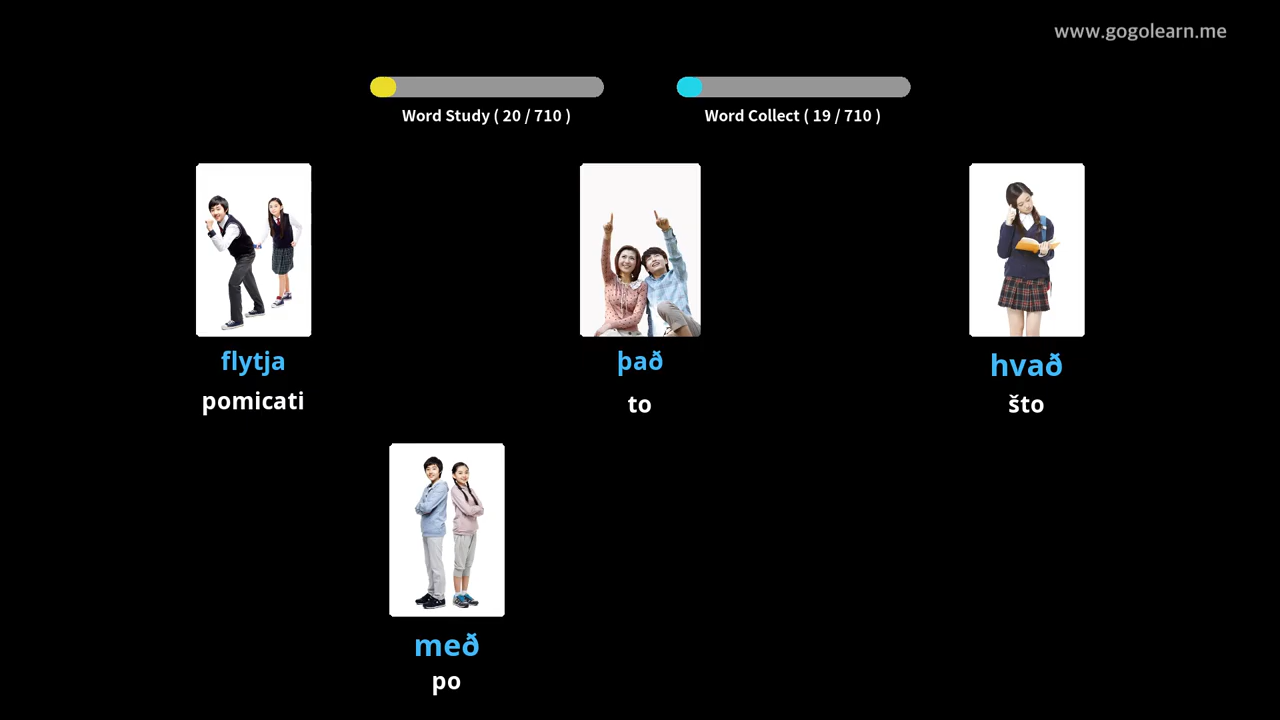 www.gogolearn.me
Word Study ( 20 / 710 )
Word Collect ( 19 / 710 )
flytja
pomicati
það
to
hvað
što
með
po